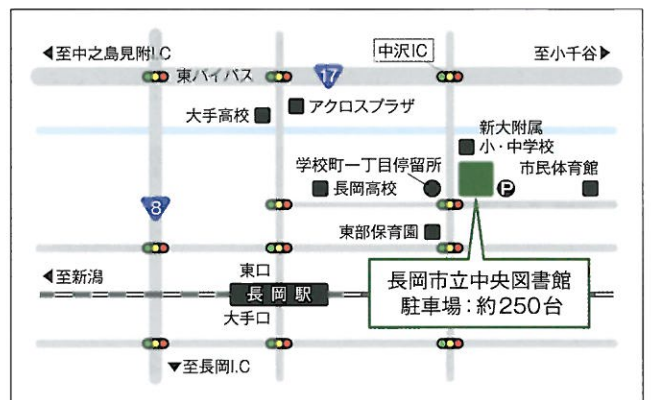 ◀至中之島見附I.C
中沢IC
至小千谷▶
東バイパス
17
大手高校
アクロスプラザ
新大附属
小・中学校
学校町一丁目停留所
市民体育館
長岡高校
P
8
東部保育園
◀至新潟
東口
長岡駅
大手口
長岡市立中央図書館
駐車場:約250台
▼至長岡I.C